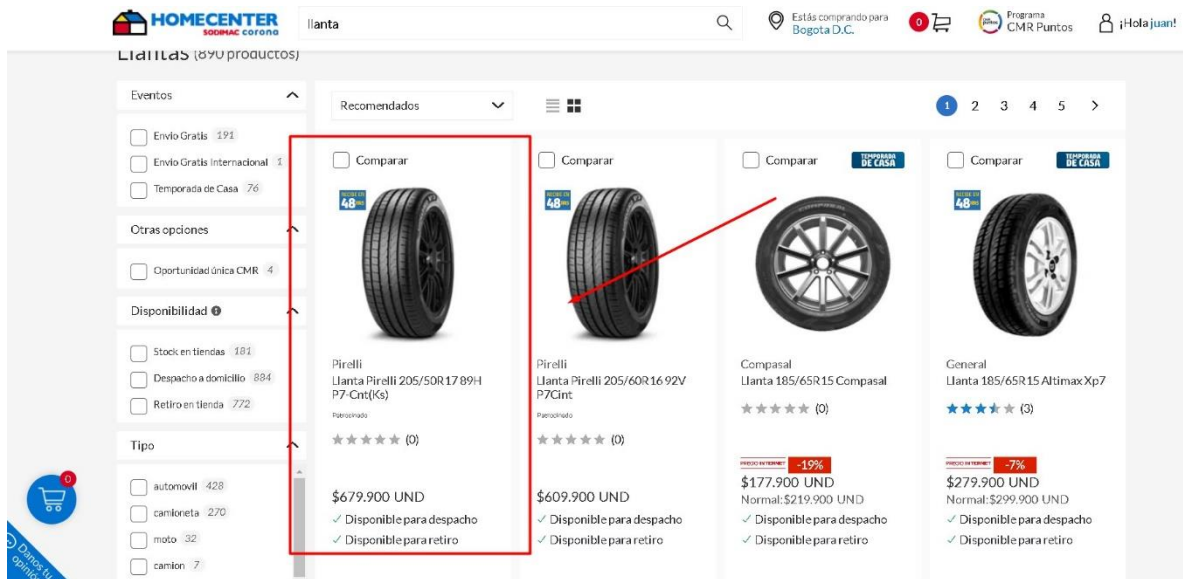 HOMECENTER
SODIMAC corona
llanta
Estás comprando para
Bogota D.C.
0
Programa
CMR Puntos
¡Hola juan!
Llantas (890 productos)
Eventos
Envio Gratis 191
Envio Gratis Internacional 1
Temporada de Casa 76
Otras opciones
Oportunidad única CMR 4
Disponibilidad
Stock en tiendas 181
Despacho a domicilio 884
Retiro en tienda 772
Tipo
automovil 428
camioneta 270
moto 32
camion 7
0
Danos tu
opinión
Recomendados
1 2 3 4 5 >
Comparar
48
Pirelli
Llanta Pirelli 205/50R17 89H
P7-Cnt(Ks)
Patrocinado
(0)
$679.900 UND
Disponible para despacho
Disponible para retiro
Comparar
48
Pirelli
Llanta Pirelli 205/60R16 92V
P7Cint
Patrocinado
(0)
$609.900 UND
Disponible para despacho
Disponible para retiro
Comparar
TEMPORADA
DE CASA
Compasal
Llanta 185/65R15 Compasal
(0)
PRECIO INTERNET -19%
$177.900 UND
Normal:$219.900 UND
Disponible para despacho
Disponible para retiro
Comparar
TEMPORADA
DE CASA
48
General
Llanta 185/65R15 Altimax Xp7
(3)
PRECIO INTERNET -7%
$279.900 UND
Normal:$299.900 UND
Disponible para despacho
Disponible para retiro